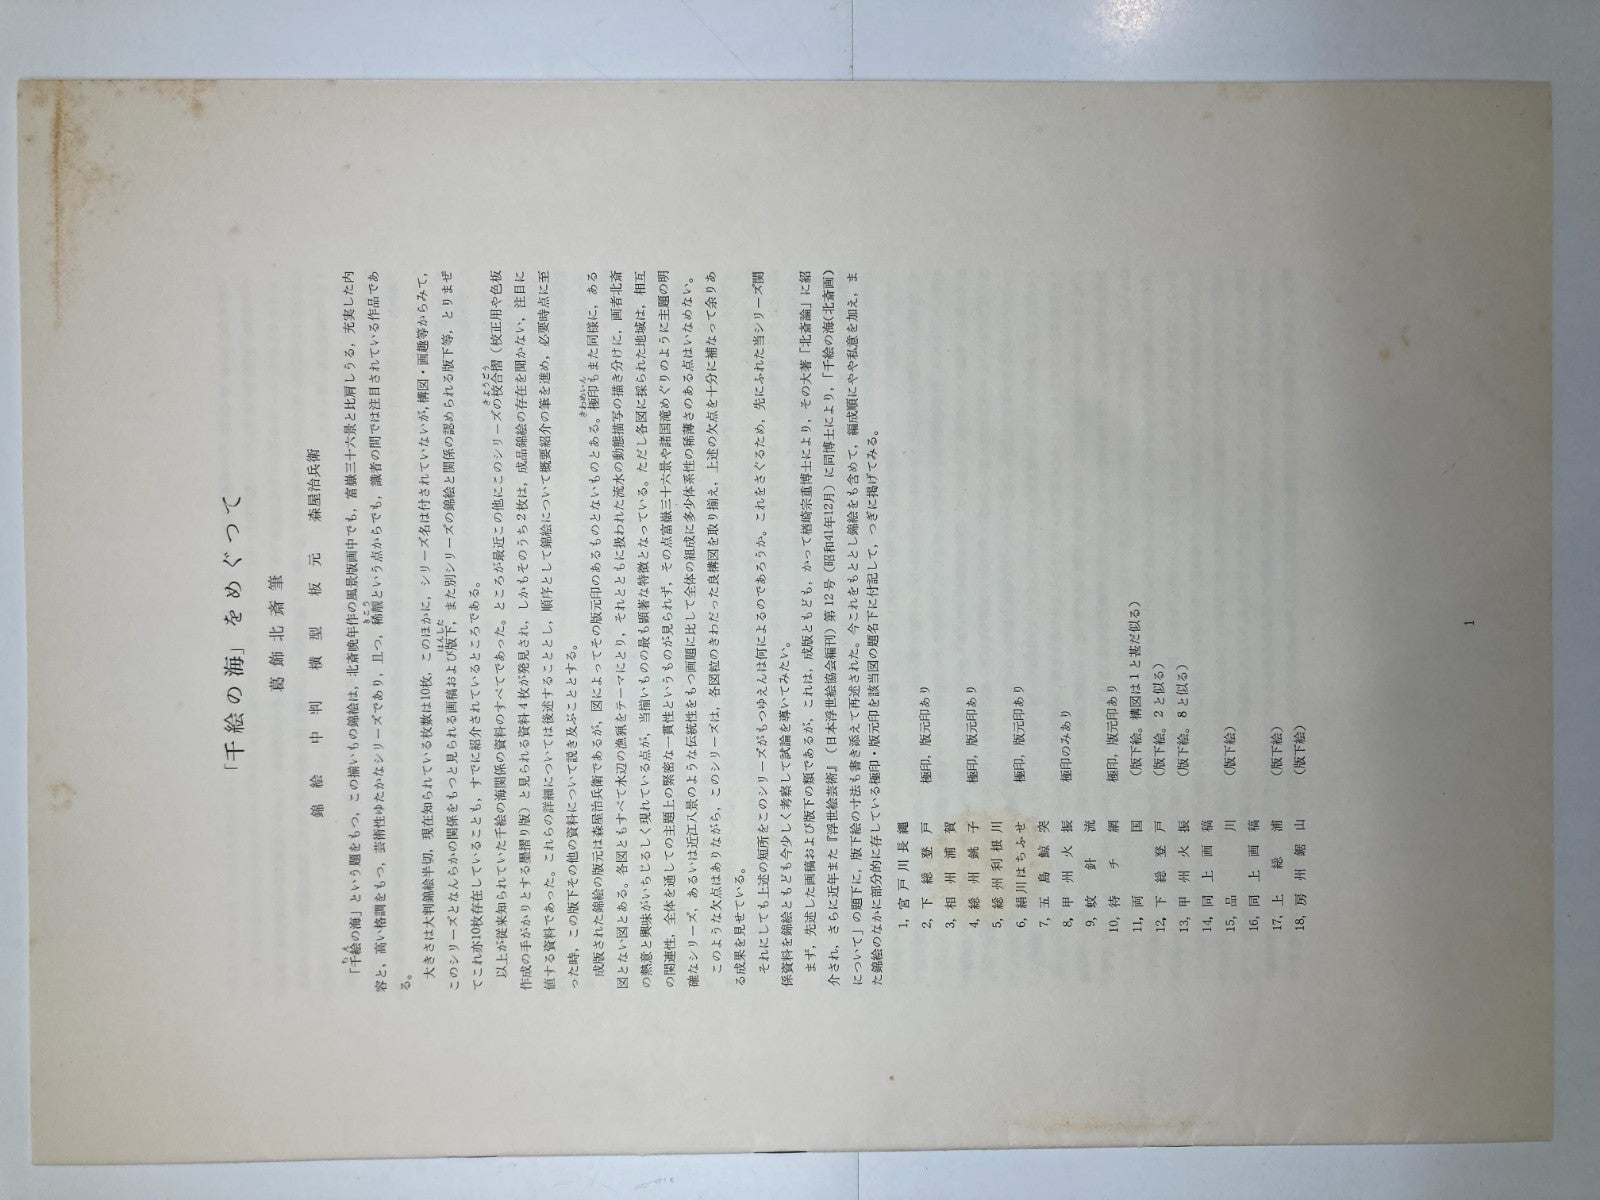 「千絵の海」をめぐって
葛飾北斎筆
錦絵 中判 横型 板元 森屋治兵衛
「千絵の海」という題をもつ、この揃いもの錦絵は、北斎晩年作の風景版画中でも、富嶽三十六景と比肩しうる、充実した内
容と、高い格調をもつ、芸術性ゆたかなシリーズであり、且つ、稀覯という点からでも、識者の間では注目されている作品であ
る。
大きさは大判錦絵半切、現在知られている枚数は10枚、このほかに、シリーズ名は付されていないが、構図・画趣等からみて、
このシリーズとなんらかの関係をもつと見られる画稿および版下、また別シリーズの錦絵と関係の認められる版下等、とりまぜ
てこれ亦10枚存在していることも、すでに紹介されているところである。
以上が従来知られていた千絵の海関係の資料のすべてであった。ところが最近この他にこのシリーズの校合摺（校正用や色板
作成の手がかりとする墨摺り版）と見られる資料４枚が発見され、しかもそのうち２枚は、成品錦絵の存在を聞かない、注目に
値する資料であった。これらの詳細については後述することとし、順序として錦絵について概要紹介の筆を進め、必要時点に至
った時、この版下その他の資料について説き及ぶこととする。
成版された錦絵の版元は森屋治兵衛であるが、図によってその版元印のあるものとないものとある。極印もまた同様に、ある
図とない図とある。各図ともすべて水辺の漁猟をテーマにとり、それとともに扱われた流水の動態描写の描き分けに、画者北斎
の熱意と興味がいちじるしく現れている点が、当揃いものの最も顕著な特徴となっている。ただし各図に採られた地域は、相互
の関連性、全体を通しての主題上の緊密な一貫性というものが見られず、その点富嶽三十六景や諸国滝めぐりのように主題の明
確なシリーズ、あるいは近江八景のような伝統性をもつ画題に比して全体の組成に多少体系性の稀薄さのある点はいなめない。
このような欠点はありながら、このシリーズは、各図粒のきわだった良構図を取り揃え、上述の欠点を十分に補なって余りあ
る成果を見せている。
それにしても上述の短所をこのシリーズがもつゆえんは何によるのであろうか。これをさぐるため、先にふれた当シリーズ関
係資料を錦絵ともども今少しく考察して試論を導いてみたい。
まず、先述した画稿および版下の類であるが、これは、成版ともども、かつて楢崎宗重博士により、その大著「北斎論」に紹
介され、さらに近年また『浮世絵芸術』（日本浮世絵協会編刊）第12号（昭和41年12月）に同博士により、「千絵の海（北斎画）
について」の題下に、版下絵の寸法も書き添えて再述された。今これをもととし錦絵をも含めて、編成順にやや私意を加え、ま
た錦絵のなかに部分的に存している極印・版元印を該当図の題名下に付記して、つぎに掲げてみる。
1, 宮戸川長縄
2, 下総登戸 極印, 版元印あり
3, 相州浦賀
4, 総州銚子 極印, 版元印あり
5, 総州利根川
6, 絹川はちふせ 極印, 版元印あり
7, 五島鯨突
8, 甲州火振 極印のみあり
9, 蚊針流
10, 待チ網 極印, 版元印あり
11, 両国 （版下絵。構図は１と甚だ似る）
12, 下総登戸 （版下絵。２と似る）
13, 甲州火振 （版下絵。８と似る）
14, 同上画稿
15, 品川 （版下絵）
16, 同上画稿
17, 上総浦 （版下絵）
18, 房州鋸山 （版下絵）
1
わん
きこう
はんした
きょうごう
きわめいん